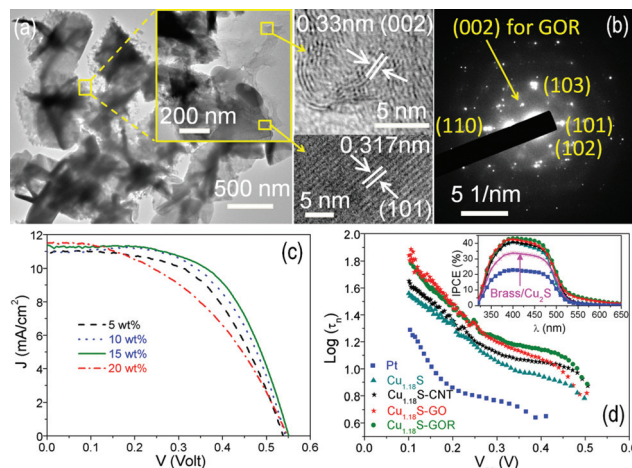 (a)
200 nm
500 nm
0.33nm (002)
5 nm
0.317nm
(101)
5 nm
(b)
(002) for GOR
(103)
(110)
(101)
(102)
5 1/nm
(c)
J (mA/cm²)
12
10
8
6
4
2
0
5 wt%
10 wt%
15 wt%
20 wt%
0.0 0.1 0.2 0.3 0.4 0.5 0.6
V (Volt)
Log (τ
2.0
1.8
1.6
1.4
1.2
1.0
0.8
0.6
IPCE (%)
40
30
20
10
0
Brass/Cu₂S
350 400 450 500 550 600 650
λ (nm)
Pt
Cu₁.₁₈S
Cu₁.₁₈S-CNT
Cu₁.₁₈S-GO
Cu₁.₁₈S-GOR
(d)
0.0 0.1 0.2 0.3 0.4 0.5 0.6
V (V)